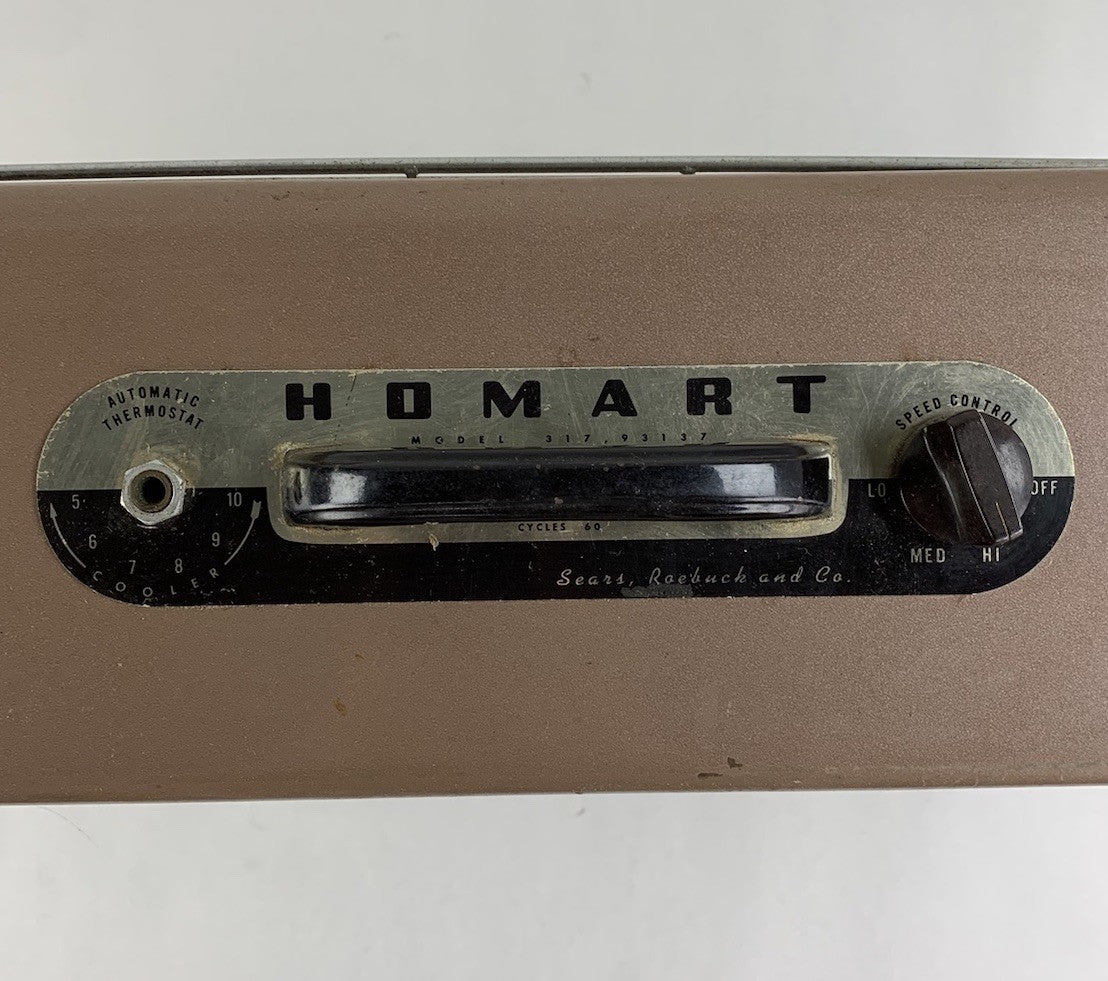 AUTOMATIC
THERMOSTAT
HOMART
MODEL 317,93137
SPEED CONTROL
5 10
6 9
7 8
COOLER
LO OFF
MED HI
CYCLES 60
Sears, Roebuck and Co.